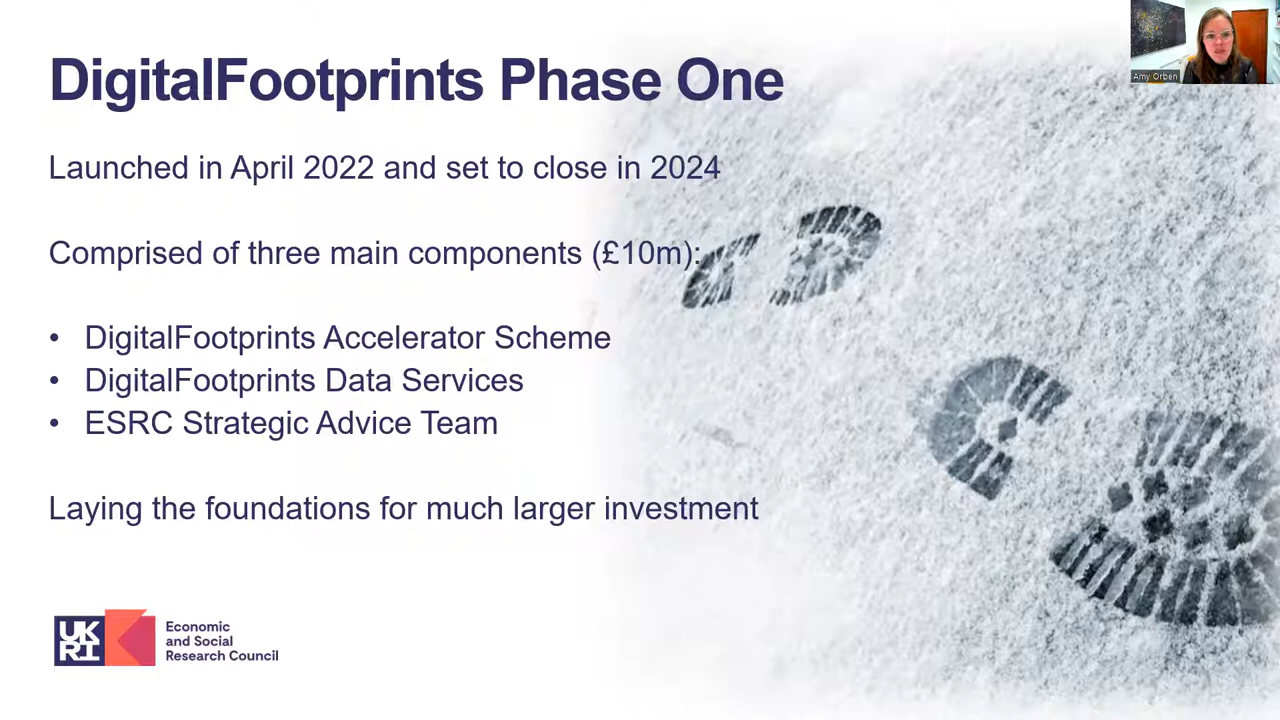 DigitalFootprints Phase One
Amy Orben
Launched in April 2022 and set to close in 2024
Comprised of three main components (£10m):
• DigitalFootprints Accelerator Scheme
• DigitalFootprints Data Services
• ESRC Strategic Advice Team
Laying the foundations for much larger investment
UK
RI
Economic
and Social
Research Council